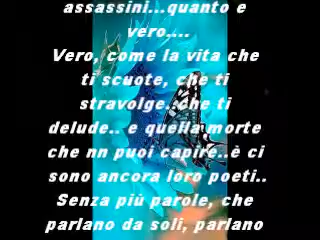 assassini...quanto e
vero....
Vero, come la vita che
ti scuote, che ti
stravolge..che ti
delude.. e quella morte
che nn puoi capire..è ci
sono ancora loro poeti..
Senza più parole, che
parlano da soli, parlano